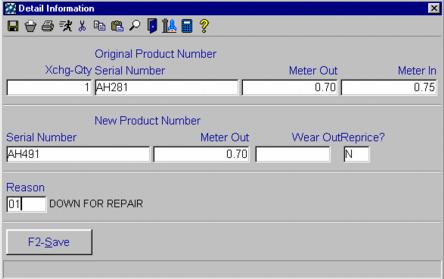 Detail Information
Original Product Number
Xchg-Qty Serial Number Meter Out Meter In
1 AH281 0.70 0.75
New Product Number
Serial Number Meter Out Wear Out Reprice?
AH491 0.70 N
Reason
01 DOWN FOR REPAIR
F2-Save